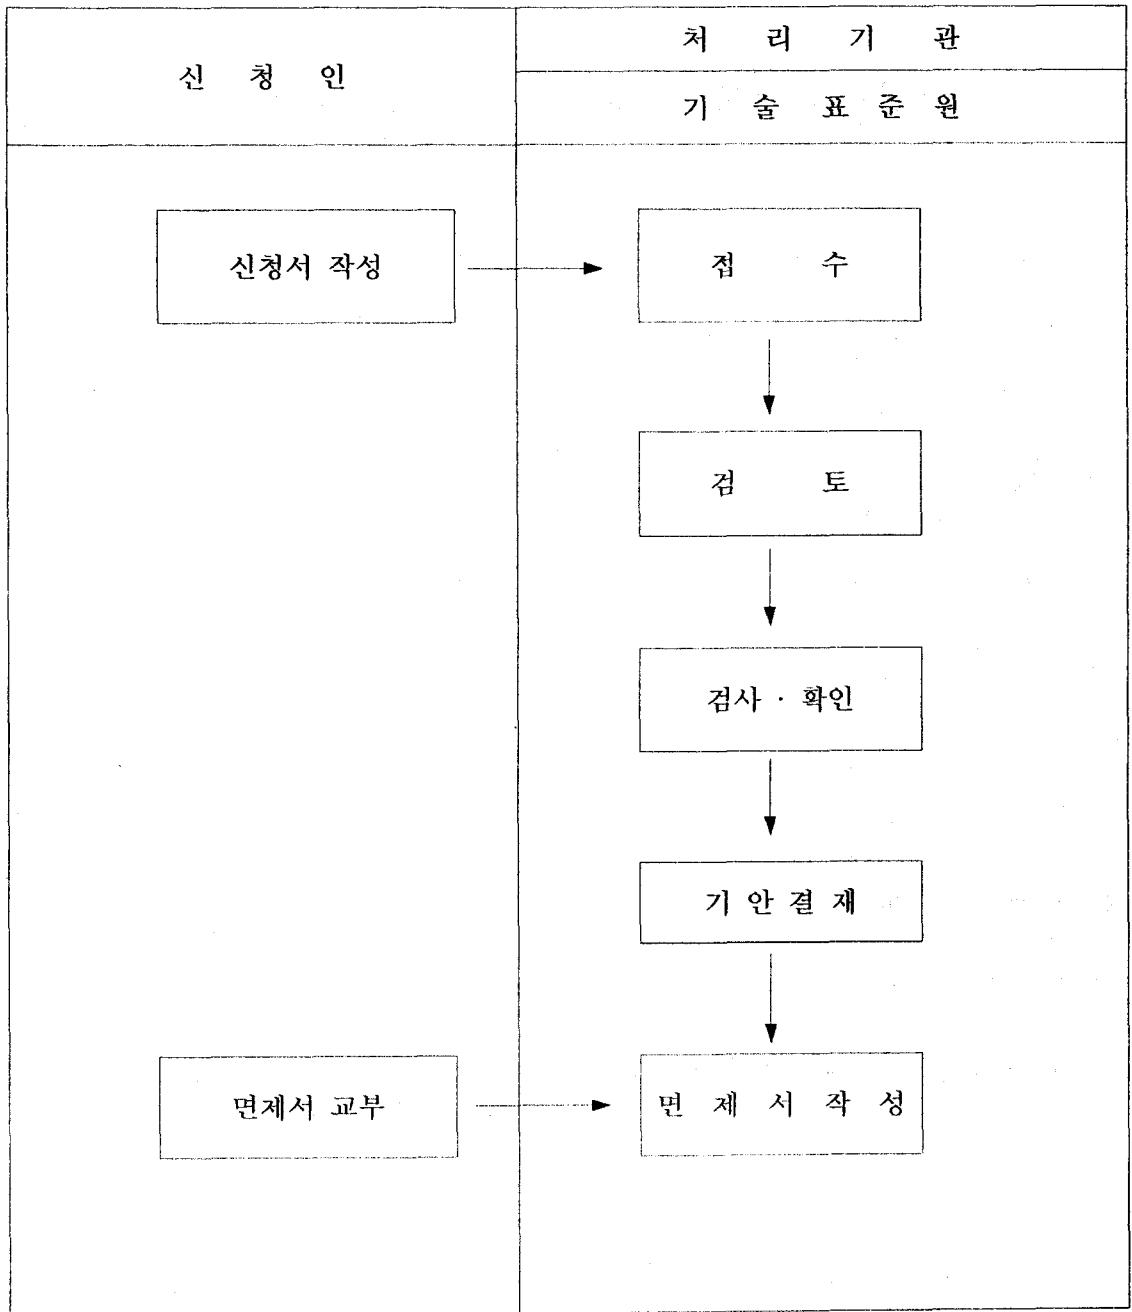 처 리 기 관
신 청 인
기 술 표 준 원
신청서 작성
접 수
검 토
검사 · 확인
기 안 결 재
면제서 교부
면 제 서 작 성